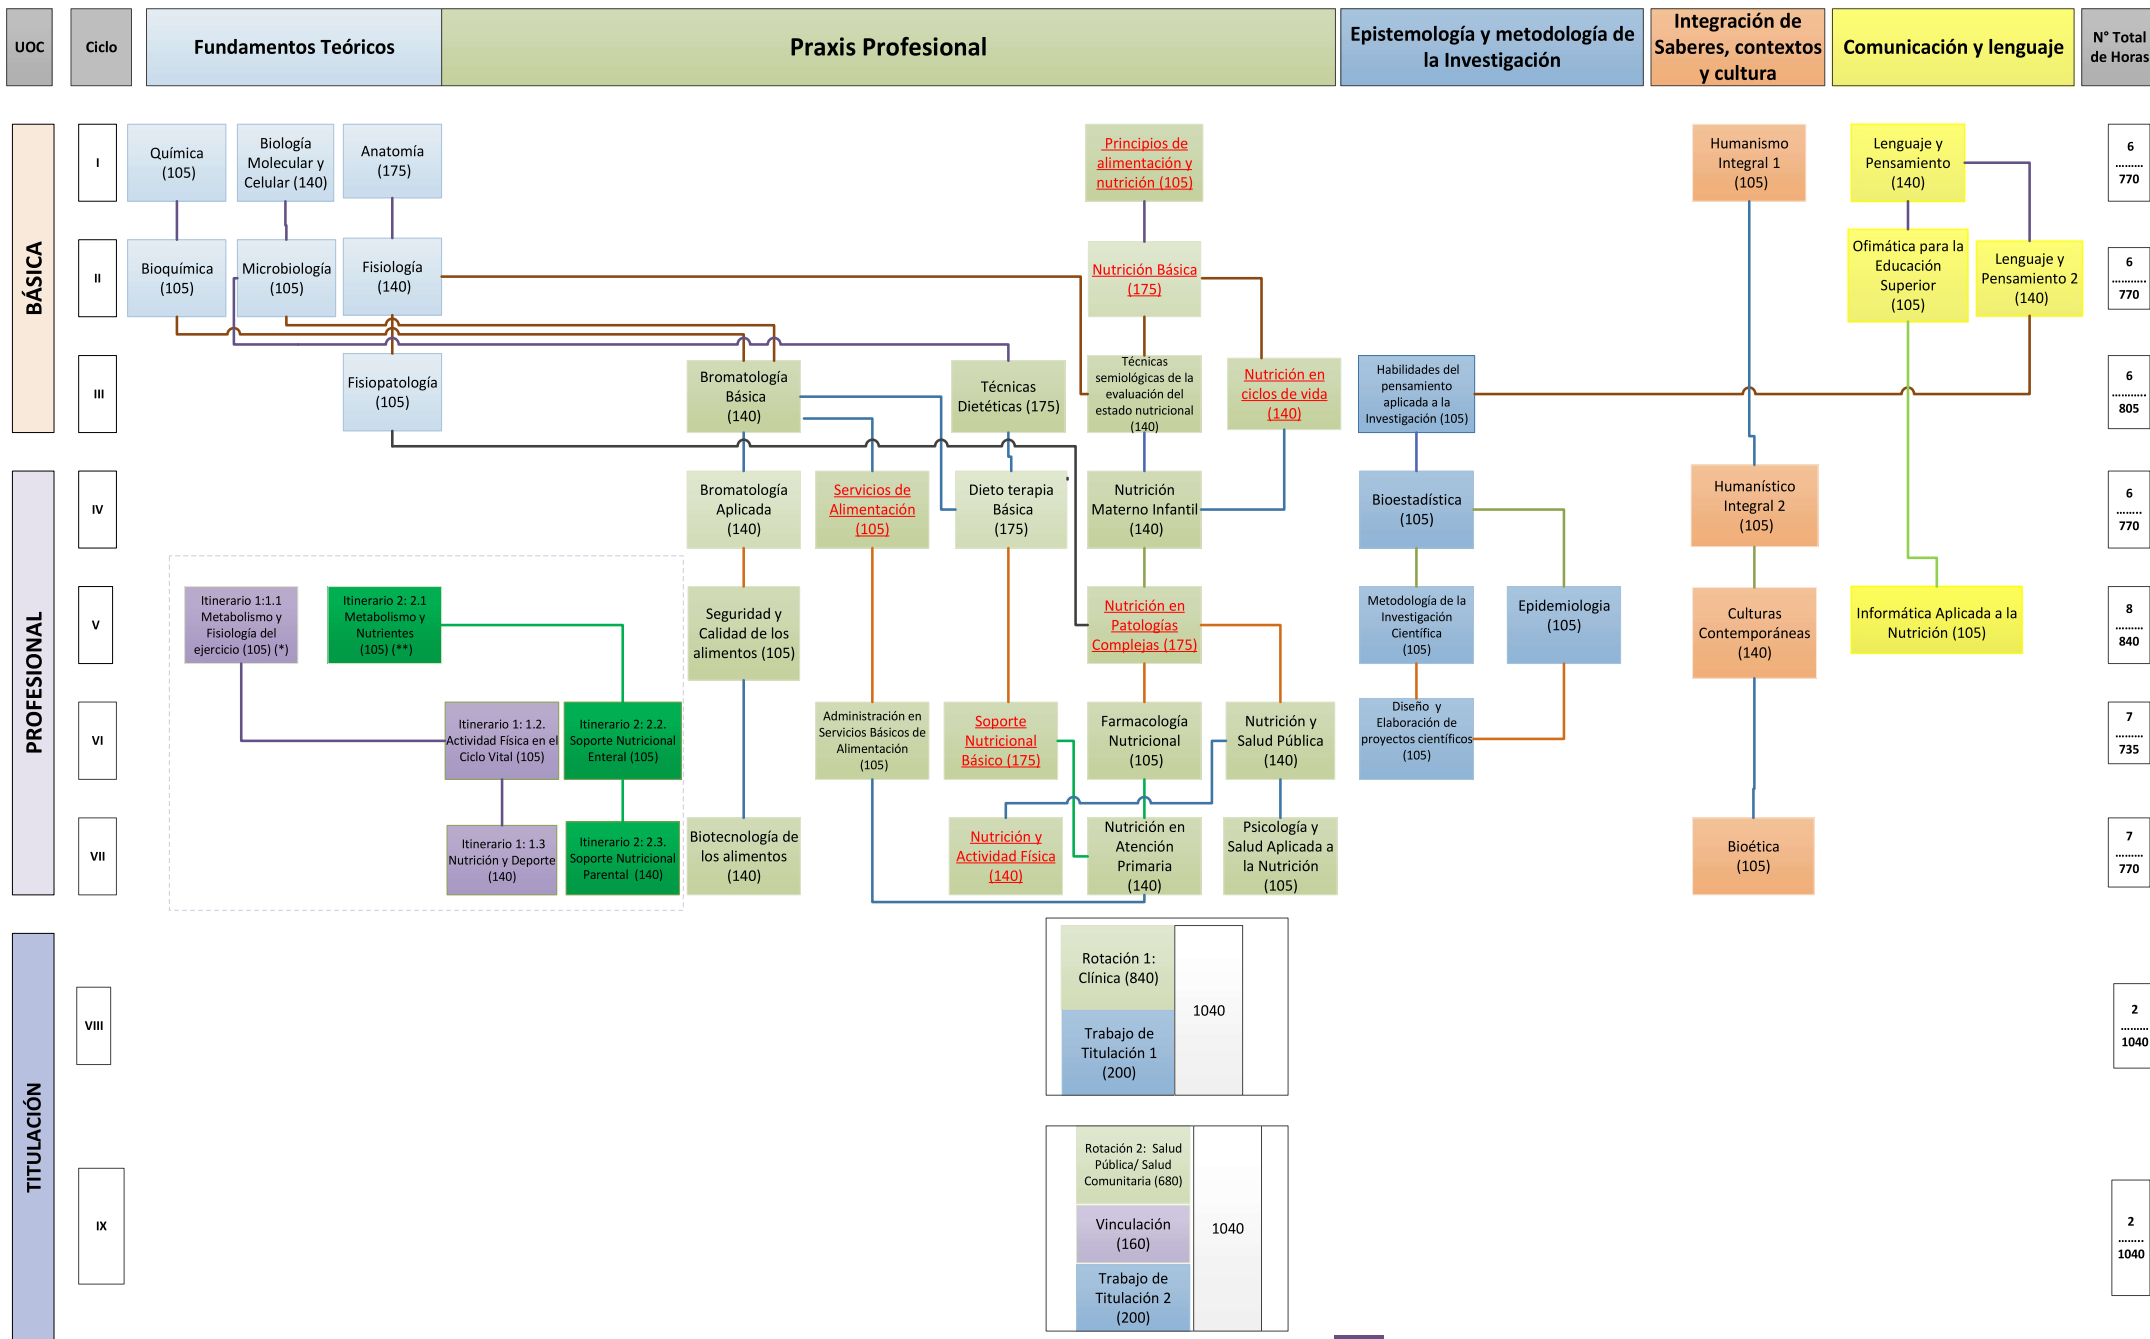 UOC
Ciclo
Fundamentos Teóricos
Praxis Profesional
Epistemología y metodología de
la Investigación
Integración de
Saberes, contextos
y cultura
Comunicación y lenguaje
N° Total
de Horas
BÁSICA
I
Química
(105)
Biología
Molecular y
Celular (140)
Anatomía
(175)
Principios de
alimentación y
nutrición (105)
Humanismo
Integral 1
(105)
Lenguaje y
Pensamiento
(140)
6
.........
770
II
Bioquímica
(105)
Microbiología
(105)
Fisiología
(140)
Nutrición Básica
(175)
Ofimática para la
Educación
Superior
(105)
Lenguaje y
Pensamiento 2
(140)
6
..........
770
III
Fisiopatología
(105)
Bromatología
Básica
(140)
Técnicas
Dietéticas (175)
Técnicas
semiológicas de la
evaluación del
estado nutricional
(140)
Nutrición en
ciclos de vida
(140)
Habilidades del
pensamiento
aplicada a la
Investigación (105)
6
..........
805
PROFESIONAL
IV
Bromatología
Aplicada
(140)
Servicios de
Alimentación
(105)
Dieto terapia
Básica
(175)
Nutrición
Materno Infantil
(140)
Bioestadística
(105)
Humanístico
Integral 2
(105)
6
.........
770
V
Itinerario 1:1.1
Metabolismo y
Fisiología del
ejercicio (105) (*)
Itinerario 2: 2.1
Metabolismo y
Nutrientes
(105) (**)
Seguridad y
Calidad de los
alimentos (105)
Nutrición en
Patologías
Complejas (175)
Metodología de la
Investigación
Científica
(105)
Epidemiologia
(105)
Culturas
Contemporáneas
(140)
Informática Aplicada a la
Nutrición (105)
8
.........
840
VI
Itinerario 1: 1.2.
Actividad Física en el
Ciclo Vital (105)
Itinerario 2: 2.2.
Soporte Nutricional
Enteral (105)
Administración en
Servicios Básicos de
Alimentación
(105)
Soporte
Nutricional
Básico (175)
Farmacología
Nutricional
(105)
Nutrición y
Salud Pública
(140)
Diseño y
Elaboración de
proyectos científicos
(105)
7
.........
735
VII
Itinerario 1: 1.3
Nutrición y Deporte
(140)
Itinerario 2: 2.3.
Soporte Nutricional
Parental (140)
Biotecnología de
los alimentos
(140)
Nutrición y
Actividad Física
(140)
Nutrición en
Atención
Primaria
(140)
Psicología y
Salud Aplicada a
la Nutrición
(105)
Bioética
(105)
7
.........
770
TITULACIÓN
VIII
Rotación 1:
Clínica (840)
Trabajo de
Titulación 1
(200)
1040
2
.........
1040
IX
Rotación 2: Salud
Pública/ Salud
Comunitaria (680)
Vinculación
(160)
Trabajo de
Titulación 2
(200)
1040
2
........
1040